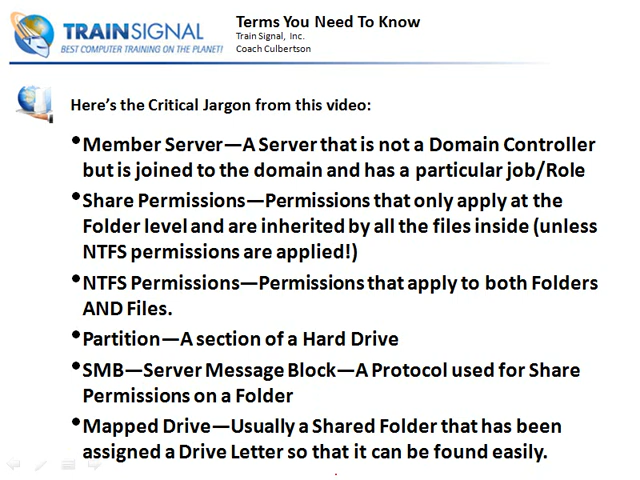 TRAINSIGNAL
BEST COMPUTER TRAINING ON THE PLANET!
Terms You Need To Know
Train Signal, Inc.
Coach Culbertson
Here's the Critical Jargon from this video:
•Member Server—A Server that is not a Domain Controller
but is joined to the domain and has a particular job/Role
•Share Permissions—Permissions that only apply at the
Folder level and are inherited by all the files inside (unless
NTFS permissions are applied!)
•NTFS Permissions—Permissions that apply to both Folders
AND Files.
•Partition—A section of a Hard Drive
•SMB—Server Message Block—A Protocol used for Share
Permissions on a Folder
•Mapped Drive—Usually a Shared Folder that has been
assigned a Drive Letter so that it can be found easily.